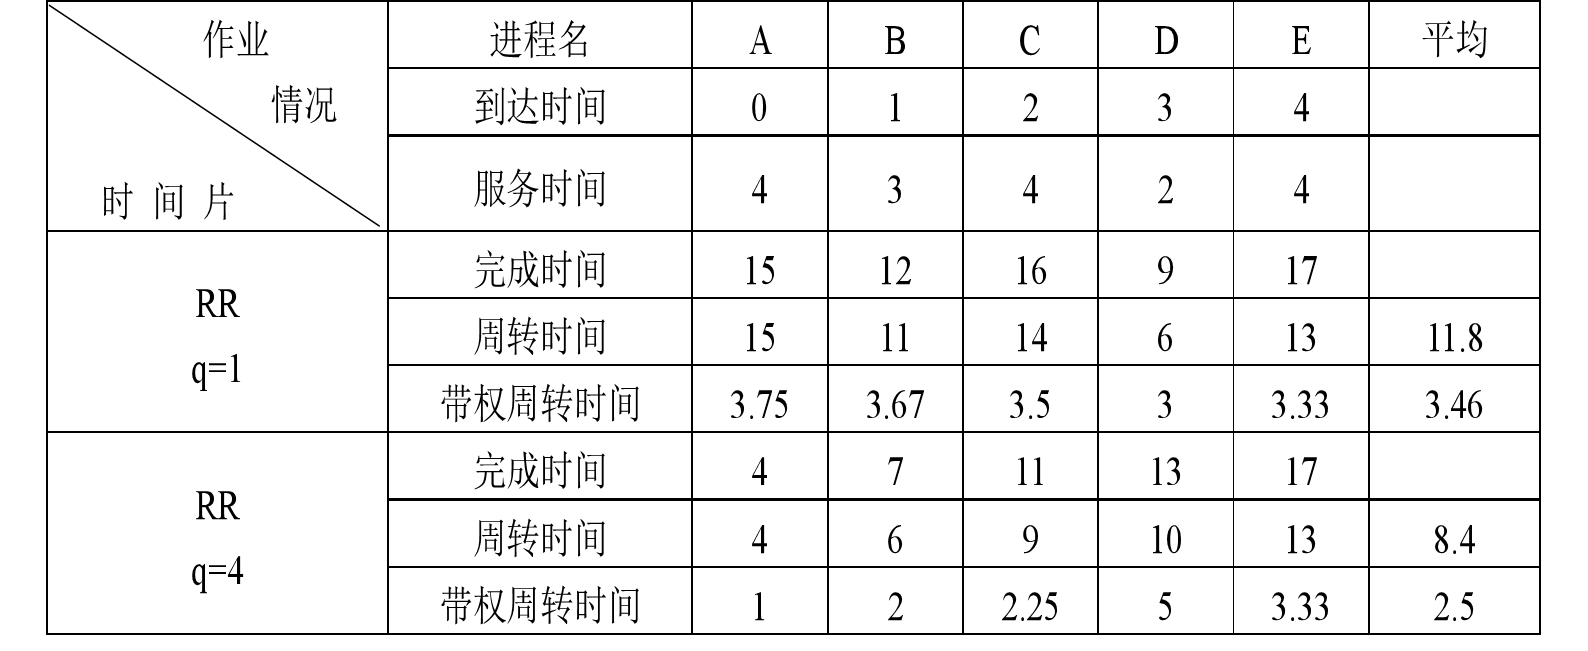 作业 进程名 A B C D E 平均
情况 到达时间 0 1 2 3 4
时 间 片 服务时间 4 3 4 2 4
RR
q=1
完成时间 15 12 16 9 17
周转时间 15 11 14 6 13 11.8
带权周转时间 3.75 3.67 3.5 3 3.33 3.46
RR
q=4
完成时间 4 7 11 13 17
周转时间 4 6 9 10 13 8.4
带权周转时间 1 2 2.25 5 3.33 2.5